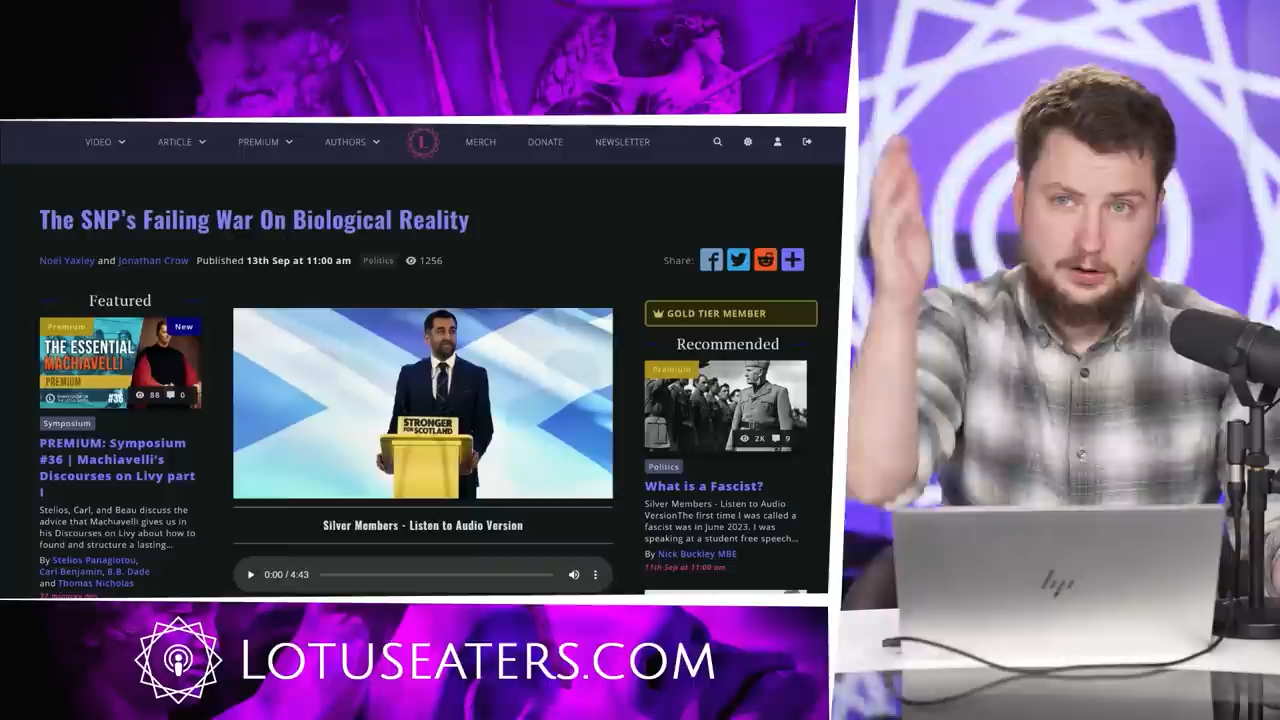 VIDEO ARTICLE PREMIUM AUTHORS L MERCH DONATE NEWSLETTER
The SNP's Failing War On Biological Reality
Noel Yaxley and Jonathan Crow Published 13th Sep at 11:00 am Politics 1256
Share:
Featured
Premium New
THE ESSENTIAL
MACHIAVELLI
PREMIUM
#36
88 0
Symposium
PREMIUM: Symposium
#36 | Machiavelli's
Discourses on Livy part
I
Stelios, Carl, and Beau discuss the
advice that Machiavelli gives us in
his Discourses on Livy about how to
found and structure a lasting...
By Stelios Panagiotou,
Carl Benjamin, B.B. Dade
and Thomas Nicholas
STRONGER
FOR SCOTLAND
Silver Members - Listen to Audio Version
0:00 / 4:43
GOLD TIER MEMBER
Recommended
Premium
2K 9
Politics
What is a Fascist?
Silver Members - Listen to Audio
VersionThe first time I was called a
fascist was in June 2023. I was
speaking at a student free speech...
By Nick Buckley MBE
11th Sep at 11:00 am
LOTUSEATERS.COM
hp